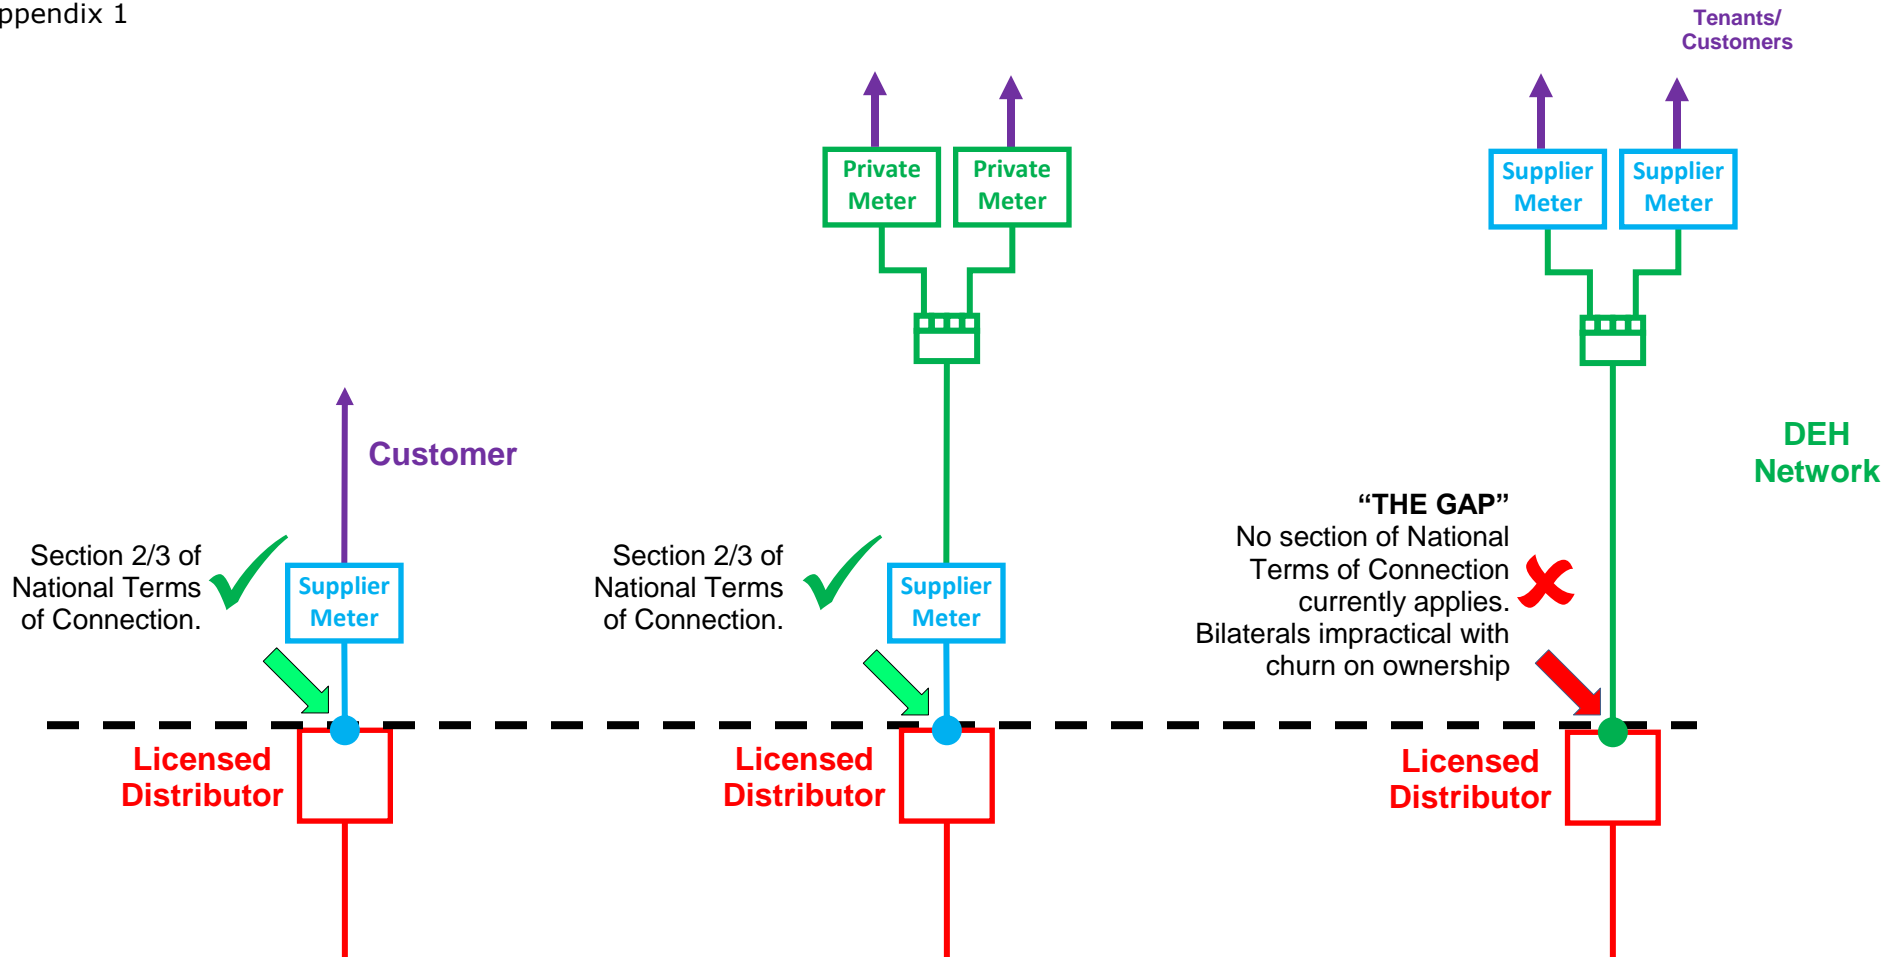 ppendix 1
Tenants/
Customers
Private
Meter
Private
Meter
Supplier
Meter
Supplier
Meter
Customer
DEH
Network
Section 2/3 of
National Terms
of Connection.
Supplier
Meter
Section 2/3 of
National Terms
of Connection.
Supplier
Meter
“THE GAP”
No section of National
Terms of Connection
currently applies.
Bilaterals impractical with
churn on ownership
Licensed
Distributor
Licensed
Distributor
Licensed
Distributor